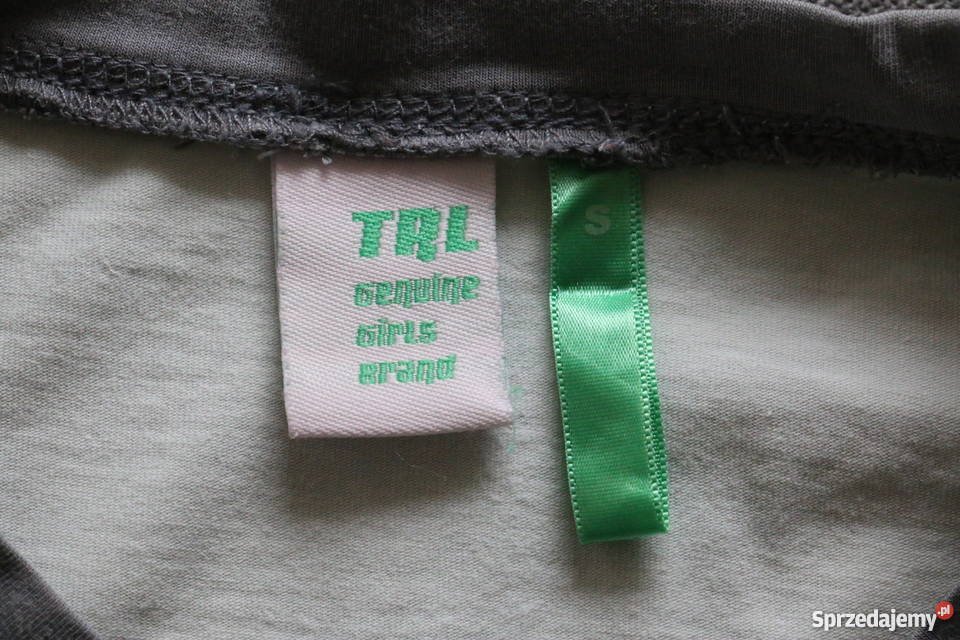 TRL
Genuine
Girls
Brand
S
Sprzedajemy.pl